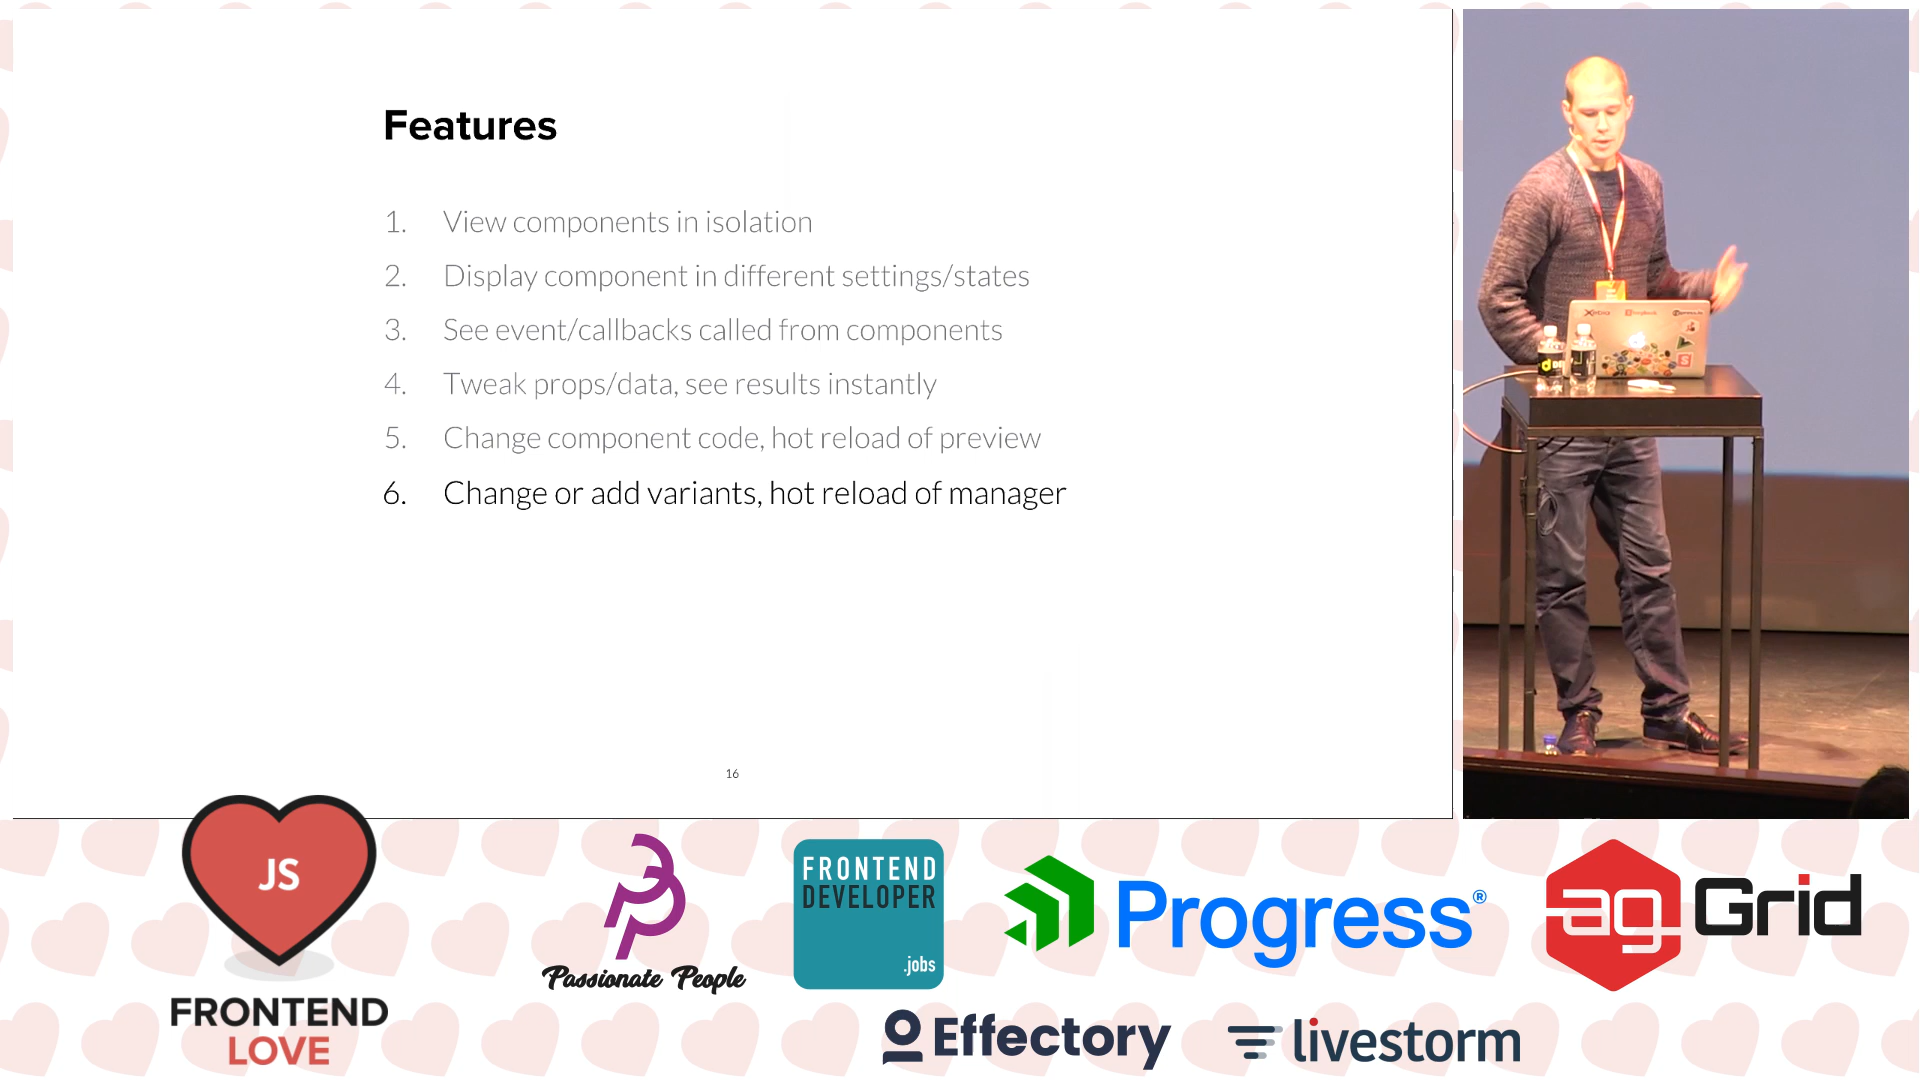 Features
1. View components in isolation
2. Display component in different settings/states
3. See event/callbacks called from components
4. Tweak props/data, see results instantly
5. Change component code, hot reload of preview
6. Change or add variants, hot reload of manager
16
JS
FRONTEND
LOVE
Passionate People
FRONTEND
DEVELOPER
.jobs
Progress®
ag Grid
Effectory
livestorm